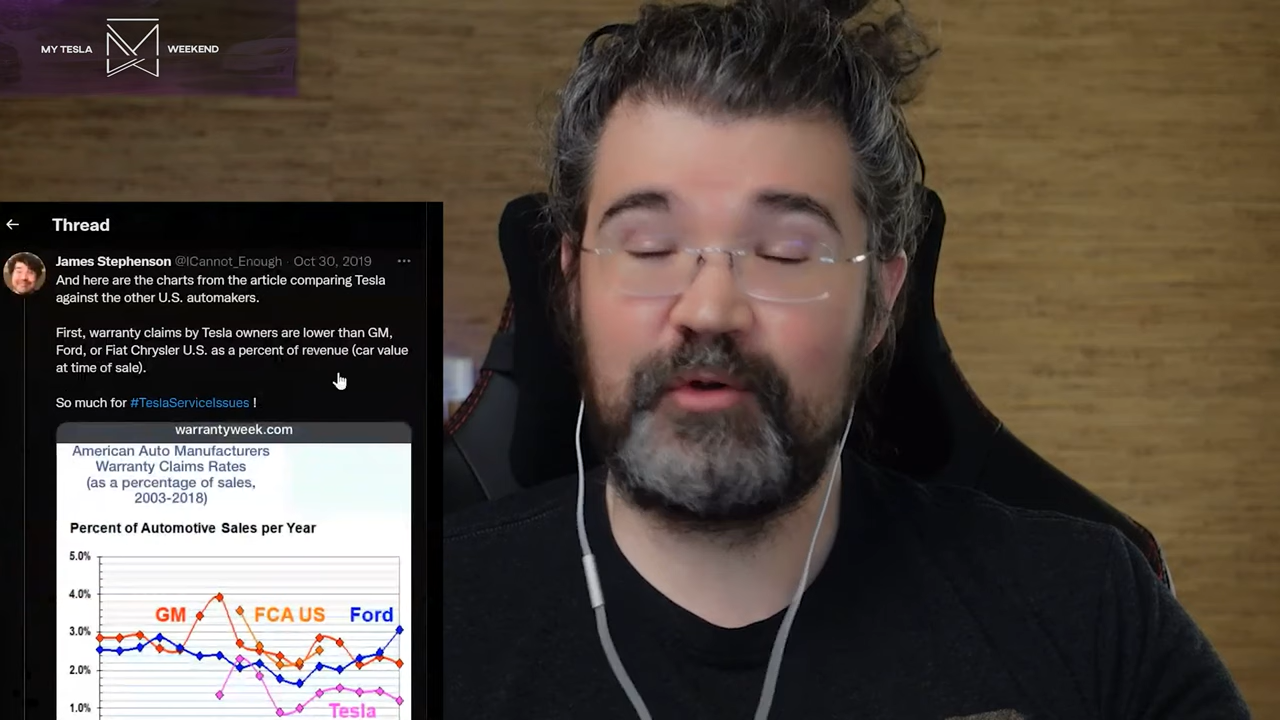 MY TESLA WEEKEND
Thread
James Stephenson @ICannot_Enough · Oct 30, 2019
And here are the charts from the article comparing Tesla
against the other U.S. automakers.
First, warranty claims by Tesla owners are lower than GM,
Ford, or Fiat Chrysler U.S. as a percent of revenue (car value
at time of sale).
So much for #TeslaServiceIssues !
warrantyweek.com
American Auto Manufacturers
Warranty Claims Rates
(as a percentage of sales,
2003-2018)
Percent of Automotive Sales per Year
5.0%
4.0%
GM FCA US Ford
3.0%
2.0%
1.0%
Tesla